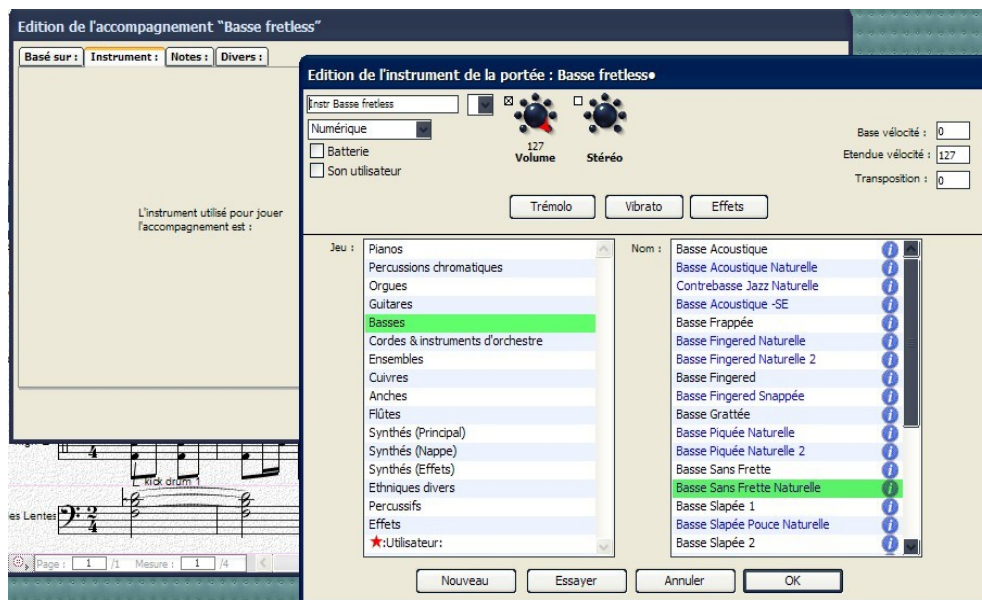 Edition de l'accompagnement "Basse fretless"
Basé sur : Instrument : Notes : Divers :
L'instrument utilisé pour jouer
l'accompagnement est :
Edition de l'instrument de la portée : Basse fretless•
Instr Basse fretless
Numérique
Batterie
Son utilisateur
127
Volume Stéréo
Base vélocité : 0
Etendue vélocité : 127
Transposition : 0
Trémolo Vibrato Effets
Jeu :
Pianos
Percussions chromatiques
Orgues
Guitares
Basses
Cordes & instruments d'orchestre
Ensembles
Cuivres
Anches
Flûtes
Synthés (Principal)
Synthés (Nappe)
Synthés (Effets)
Ethniques divers
Percussifs
Effets
★:Utilisateur:
Nom :
Basse Acoustique
Basse Acoustique Naturelle
Contrebasse Jazz Naturelle
Basse Acoustique -SE
Basse Frappée
Basse Fingered Naturelle
Basse Fingered Naturelle 2
Basse Fingered
Basse Fingered Snappée
Basse Grattée
Basse Piquée Naturelle
Basse Piquée Naturelle 2
Basse Sans Frette
Basse Sans Frette Naturelle
Basse Slapée 1
Basse Slapée Pouce Naturelle
Basse Slapée 2
Nouveau Essayer Annuler OK
4
kick drum 1
es Lentes 2
4
Page : 1 /1 Mesure : 1 /4